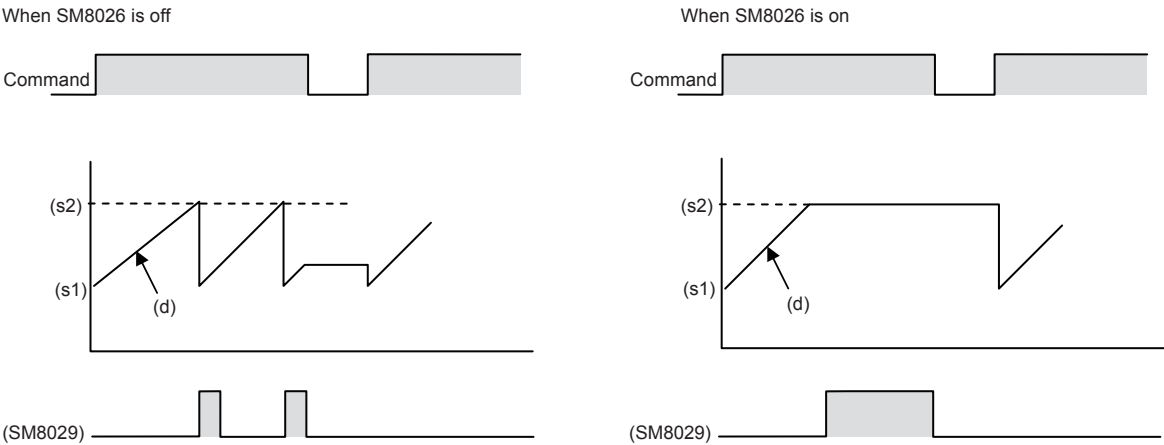 When SM8026 is off
Command
(s2)
(s1)
(d)
(SM8029)
When SM8026 is on
Command
(s2)
(s1)
(d)
(SM8029)